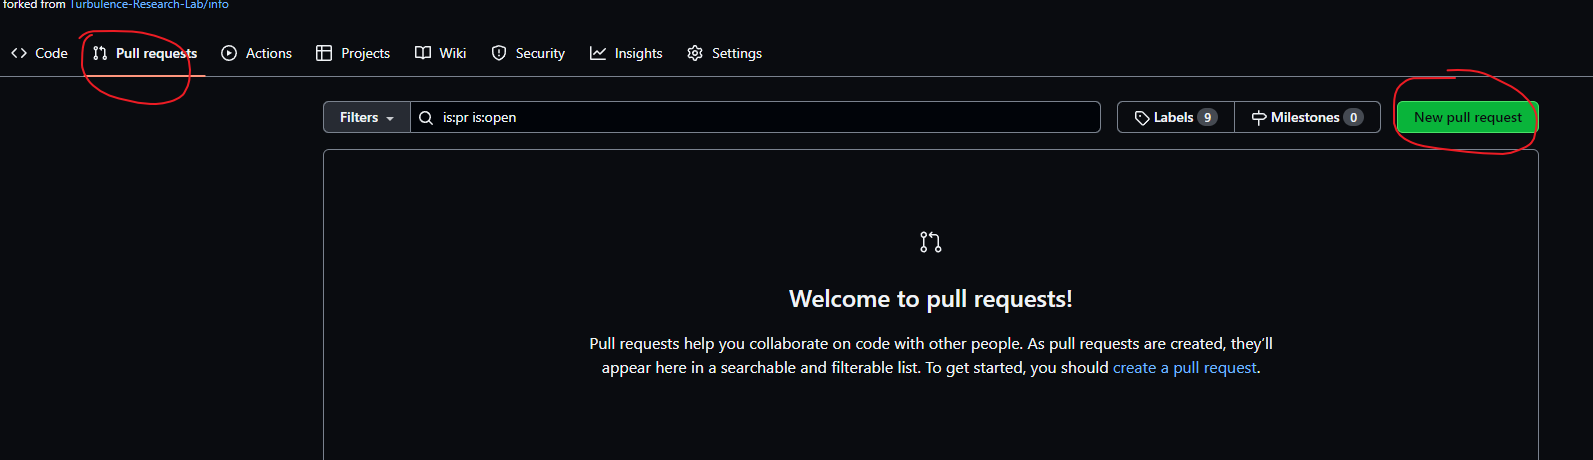 forked from Turbulence-Research-Lab/info
Code Pull requests Actions Projects Wiki Security Insights Settings
Filters is:pr is:open Labels 9 Milestones 0 New pull request
Welcome to pull requests!
Pull requests help you collaborate on code with other people. As pull requests are created, they’ll
appear here in a searchable and filterable list. To get started, you should create a pull request.